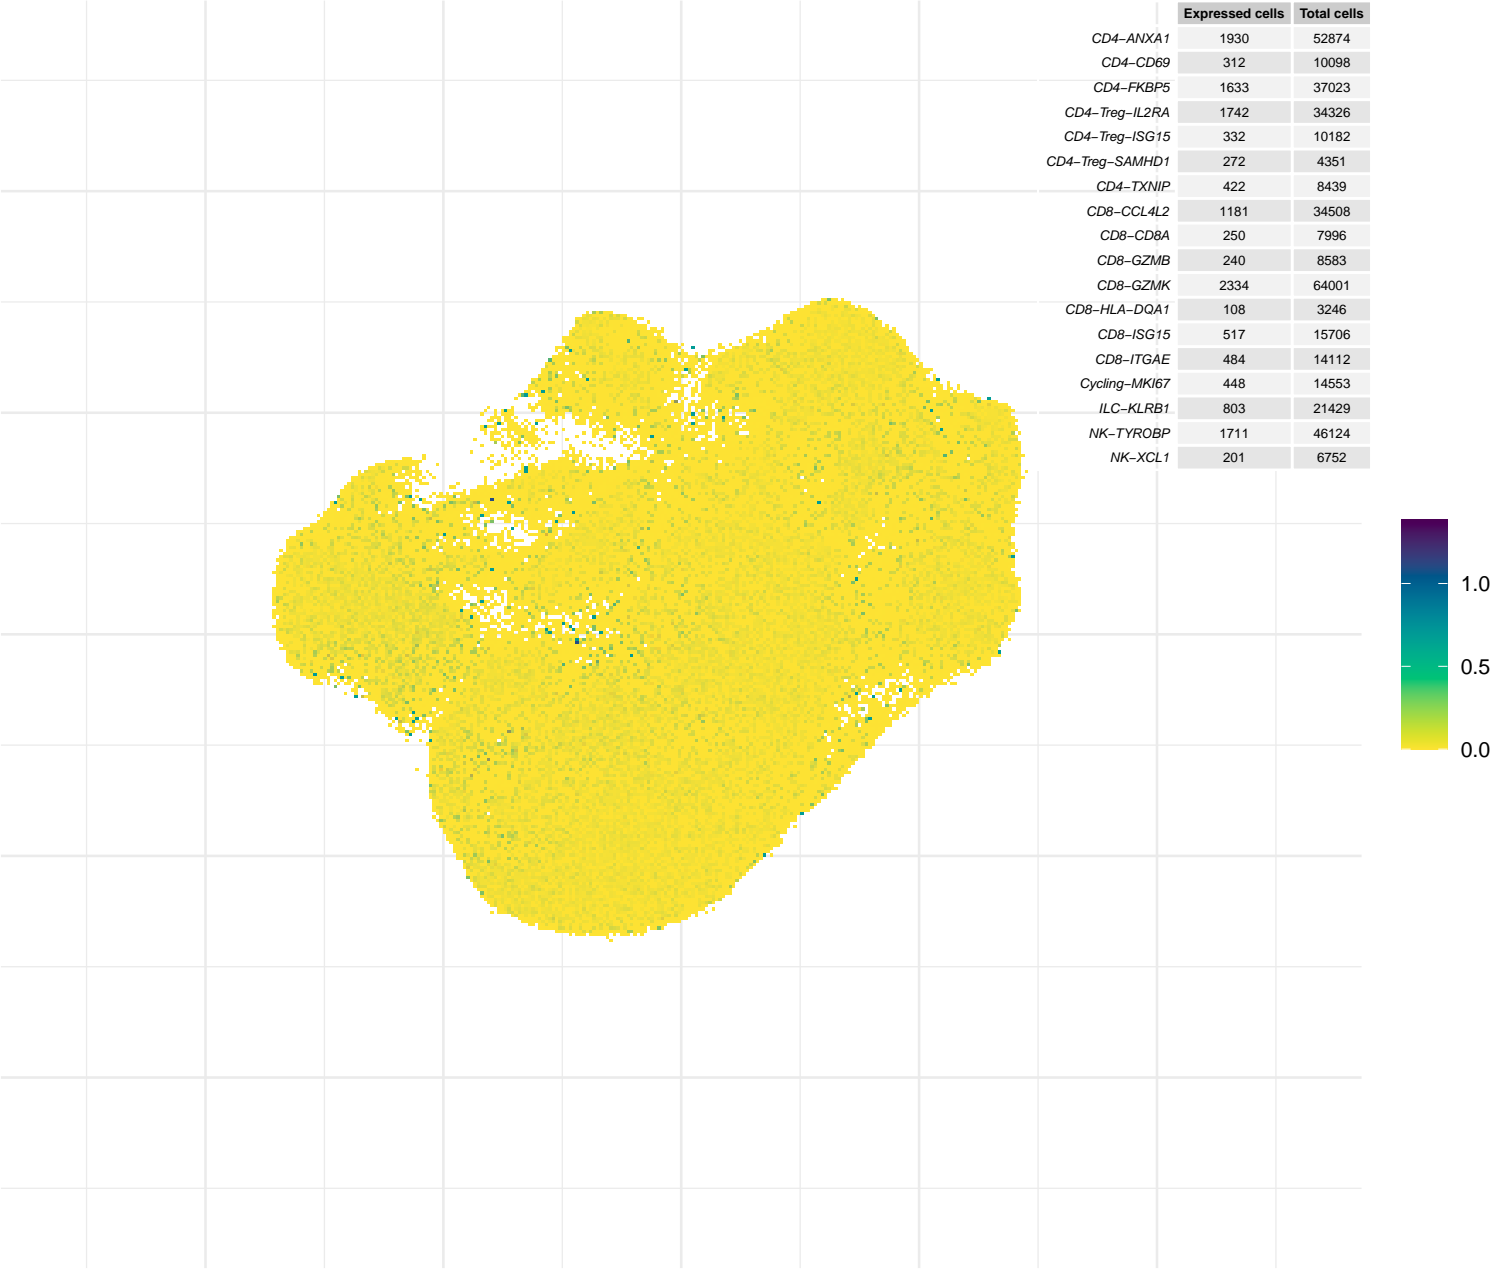 Expressed cells Total cells
CD4−ANXA1 1930 52874
CD4−CD69 312 10098
CD4−FKBP5 1633 37023
CD4−Treg−IL2RA 1742 34326
CD4−Treg−ISG15 332 10182
CD4−Treg−SAMHD1 272 4351
CD4−TXNIP 422 8439
CD8−CCL4L2 1181 34508
CD8−CD8A 250 7996
CD8−GZMB 240 8583
CD8−GZMK 2334 64001
CD8−HLA−DQA1 108 3246
CD8−ISG15 517 15706
CD8−ITGAE 484 14112
Cycling−MKI67 448 14553
ILC−KLRB1 803 21429
NK−TYROBP 1711 46124
NK−XCL1 201 6752
1.0
0.5
0.0